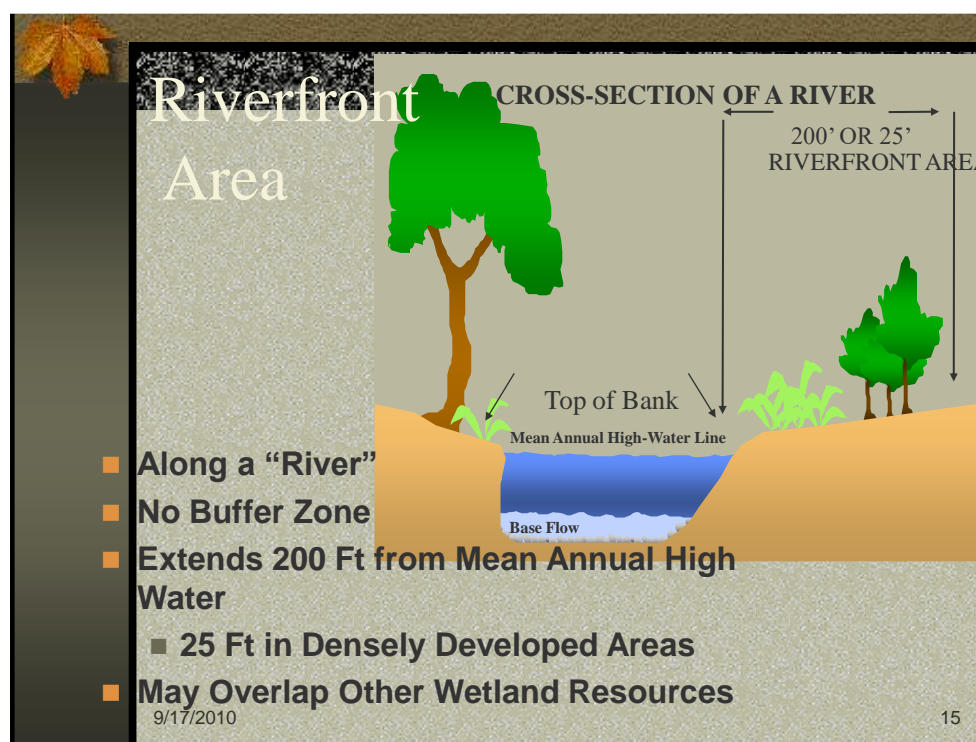 Riverfront
Area
CROSS-SECTION OF A RIVER
200’ OR 25’
RIVERFRONT AREA
Top of Bank
Mean Annual High-Water Line
Base Flow
Along a “River”
No Buffer Zone
Extends 200 Ft from Mean Annual High
Water
25 Ft in Densely Developed Areas
May Overlap Other Wetland Resources
9/17/2010
15